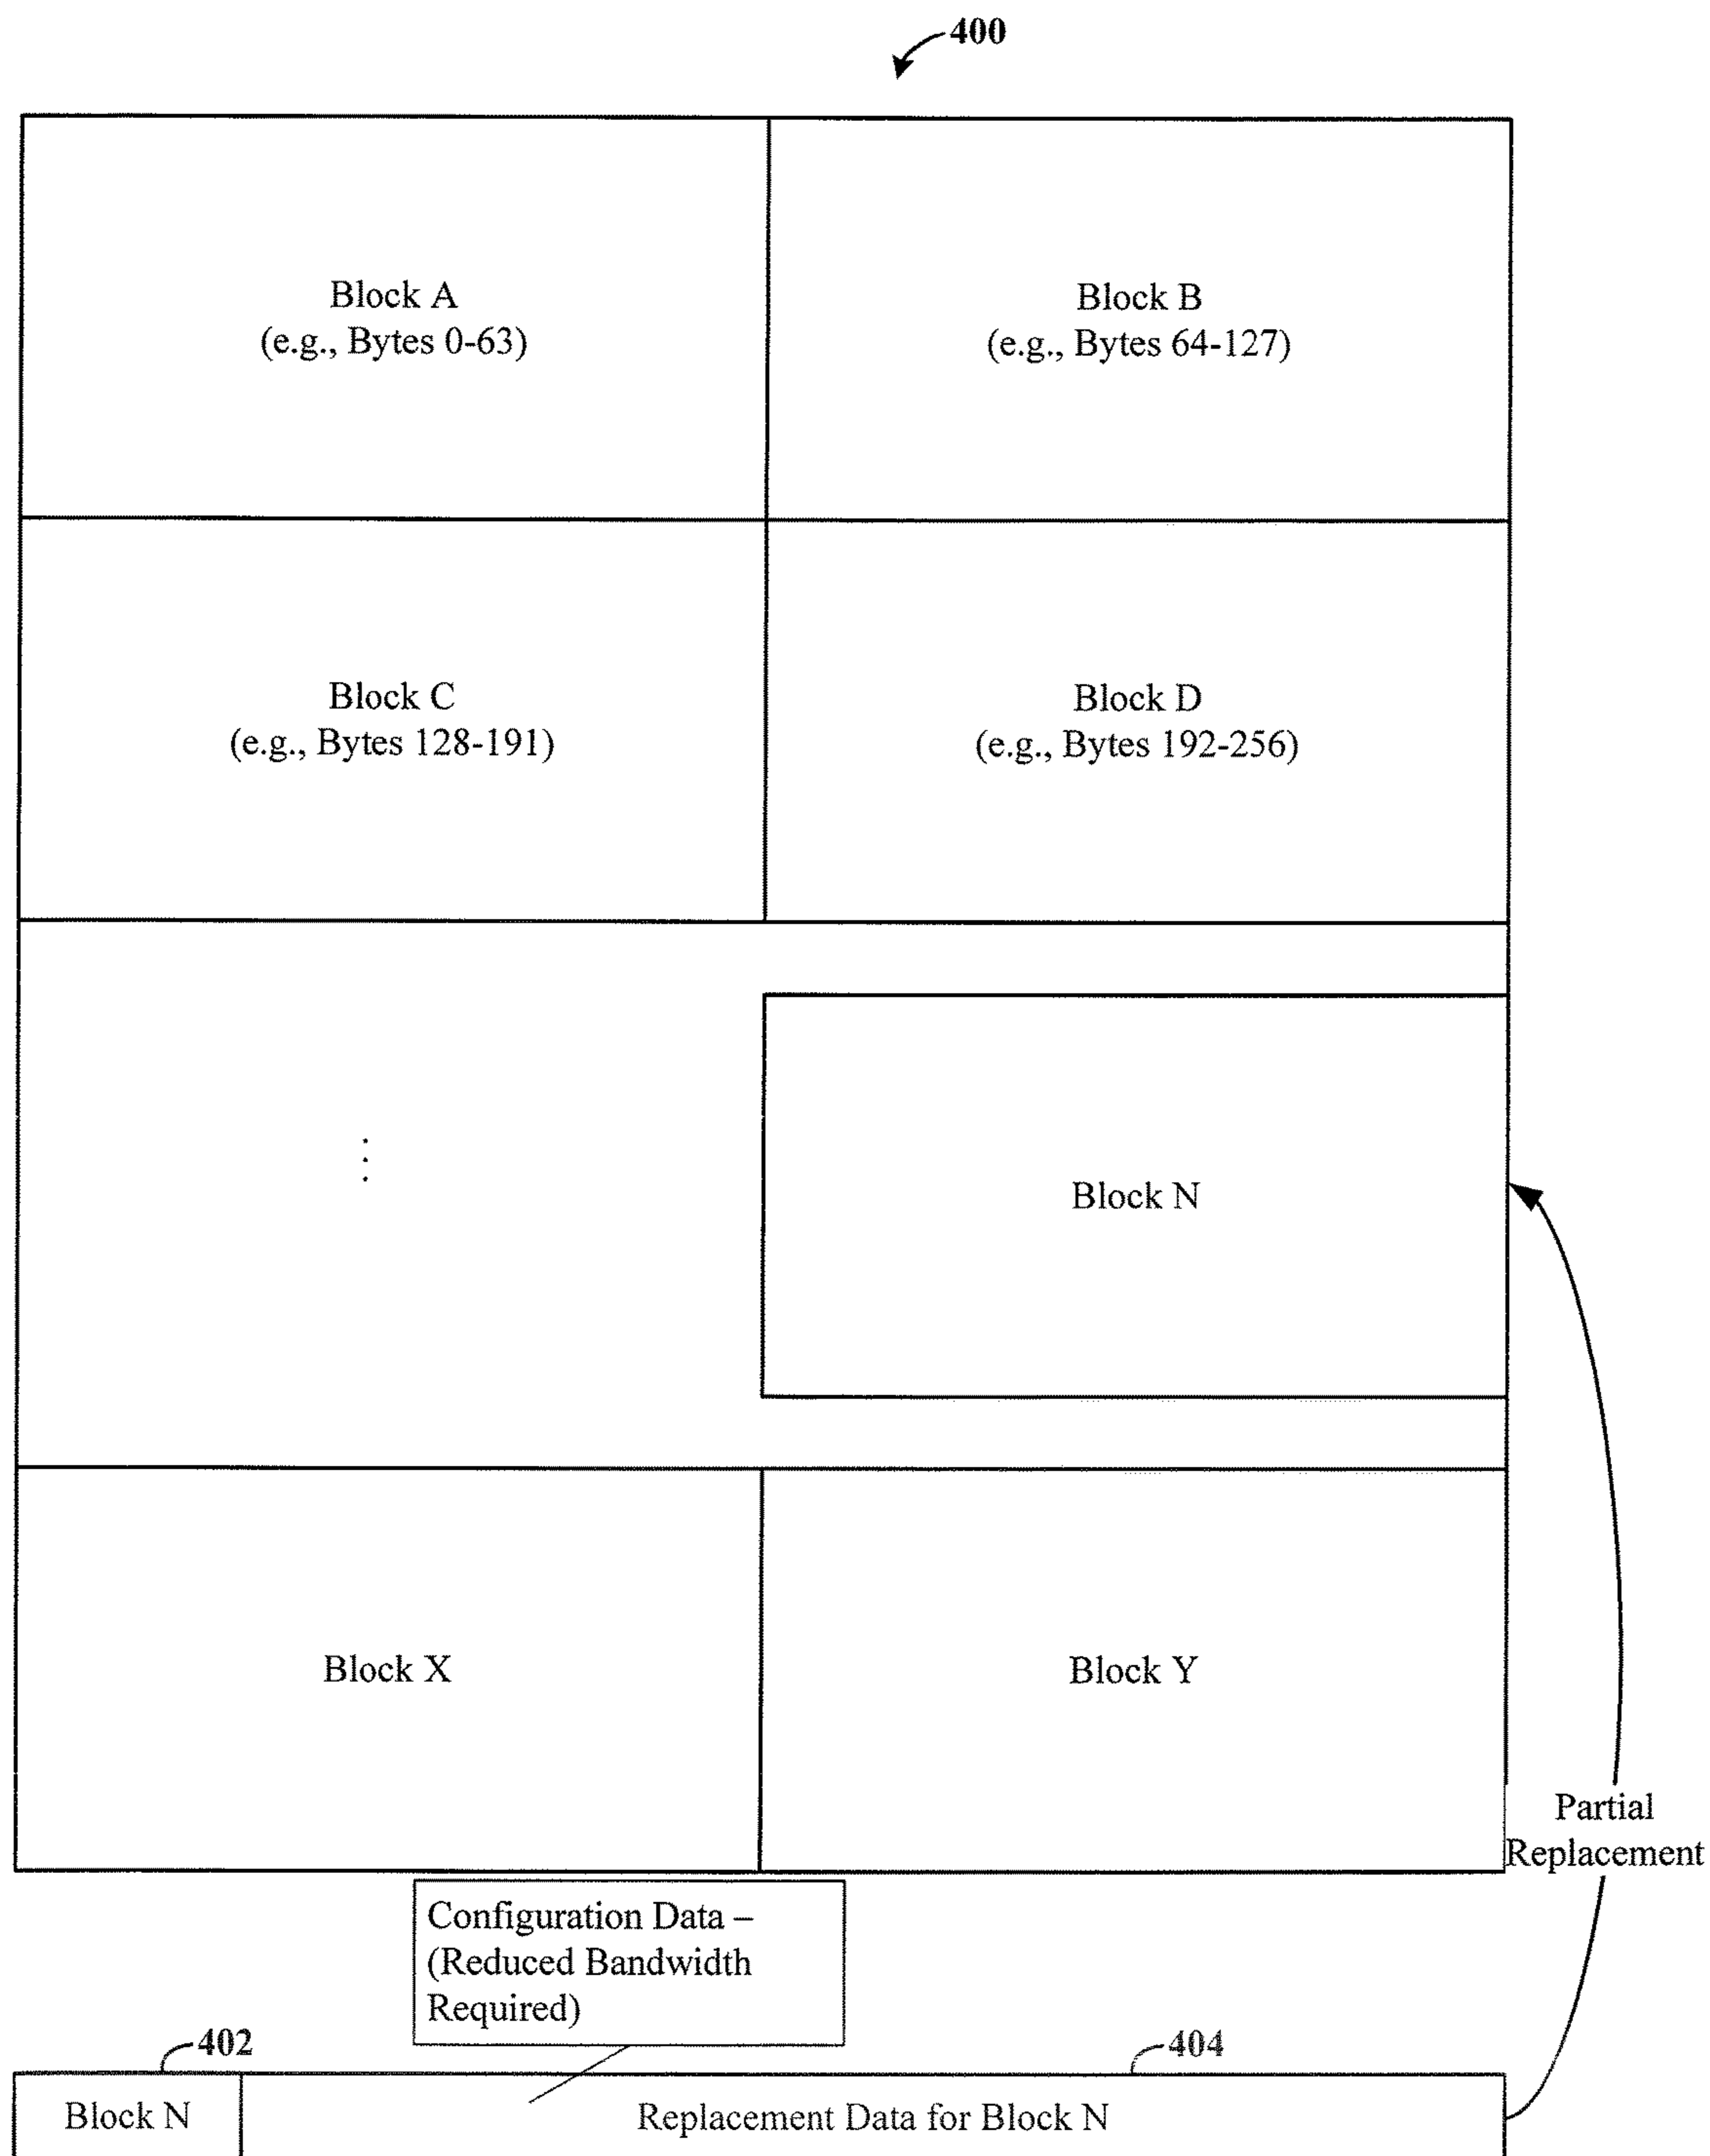 400
Block A
(e.g., Bytes 0-63)
Block B
(e.g., Bytes 64-127)
Block C
(e.g., Bytes 128-191)
Block D
(e.g., Bytes 192-256)
Block N
Block X
Block Y
Partial
Replacement
Configuration Data –
(Reduced Bandwidth
Required)
402
404
Block N
Replacement Data for Block N